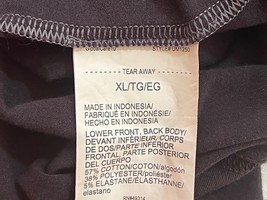 TEAR AWAY
XL/TG/EG
MADE IN INDONESIA/
FABRIQUÉ EN INDONÉSIE/
HECHO EN INDONESIA
LOWER FRONT, BACK BODY/
DEVANT INFÉRIEUR, CORPS
DE DOS/PARTE INFERIOR
FRONTAL, PARTE POSTERIOR
DEL CUERPO
57% COTTON/COTON/algodón
38% POLYESTER/poliéster
5% ELASTANE/ÉLASTHANNE/
elastano